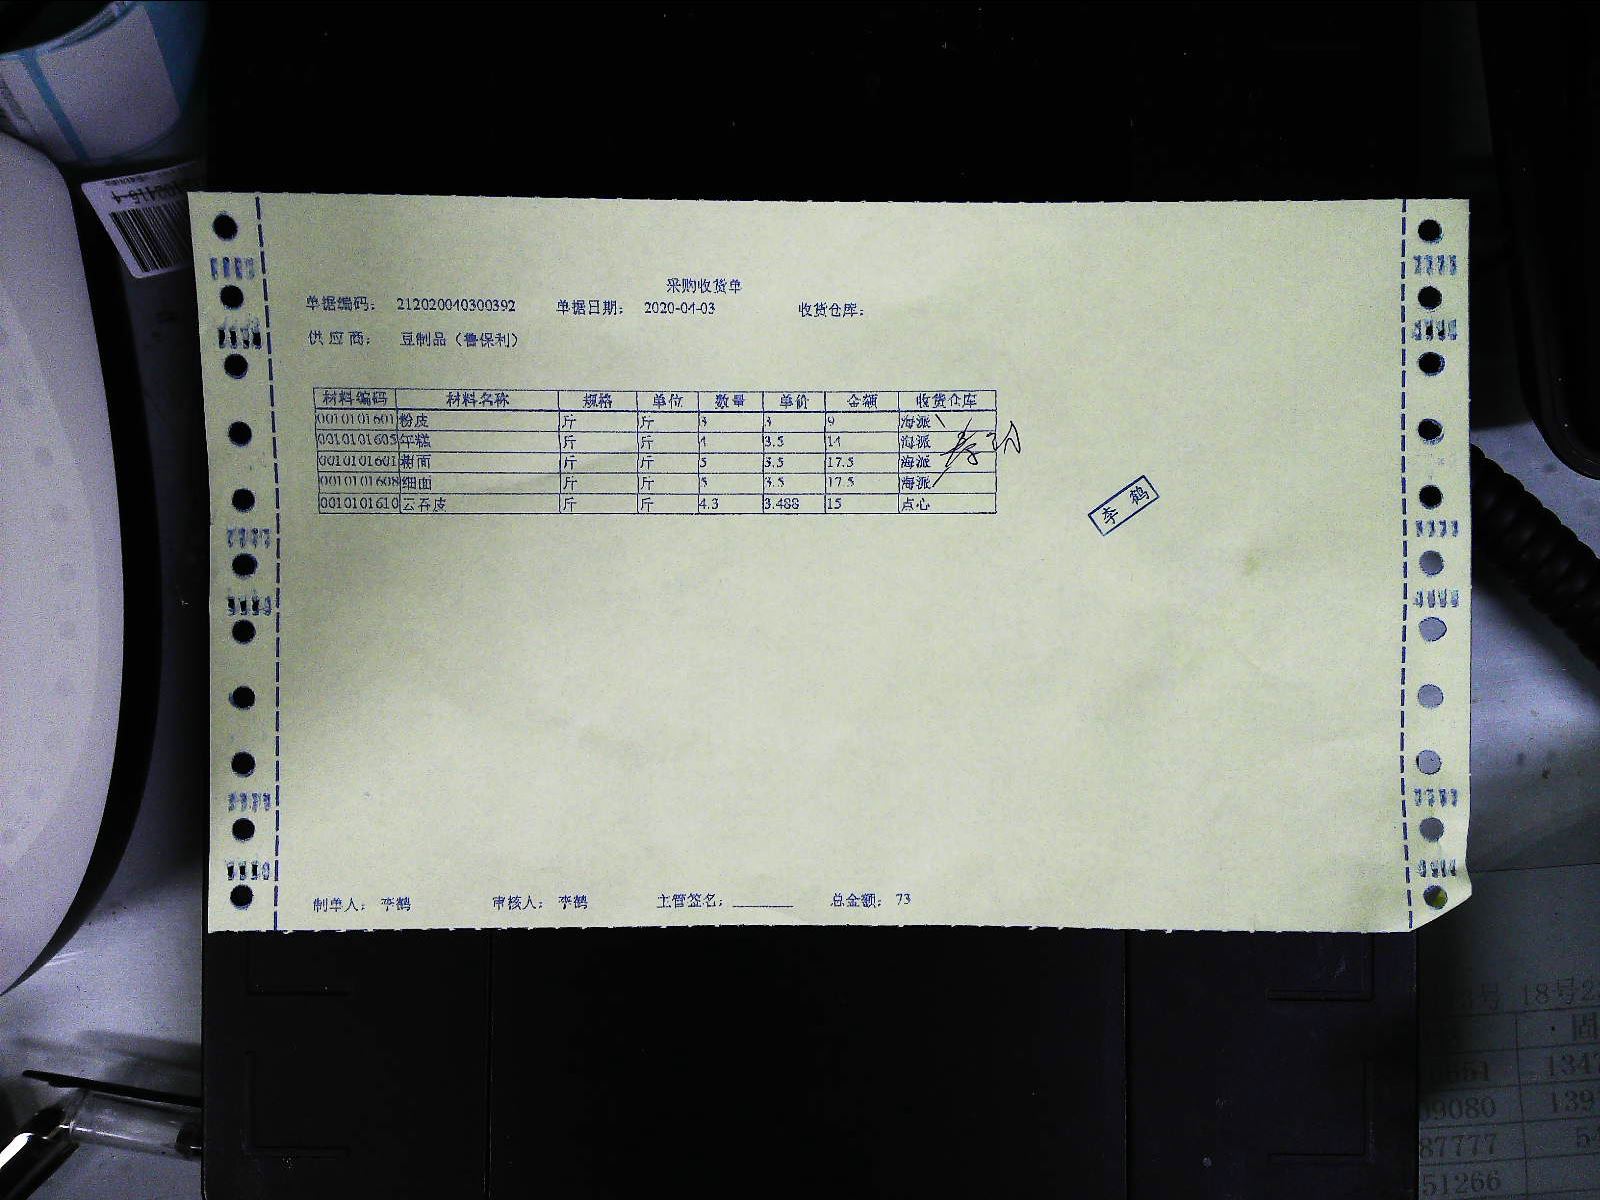 采购收货单
单据编码： 212020040300392 单据日期： 2020-04-03 收货仓库：
供 应 商： 豆制品（鲁保利）
材料编码 材料名称 规格 单位 数量 单价 金额 收货仓库
0010101601 粉皮 斤 斤 3 3 9 海派
0010101605 年糕 斤 斤 4 3.5 14 海派
斤 斤 5 3.5 17.5 海派
0010101608 细面 斤 斤 5 3.5 17.5 海派
0010101610 云吞皮 斤 斤 4.3 3.488 15 点心
李 鹤
制单人： 李鹤 审核人： 李鹤 主管签名： 总金额： 73
18号
09080
87777
51266